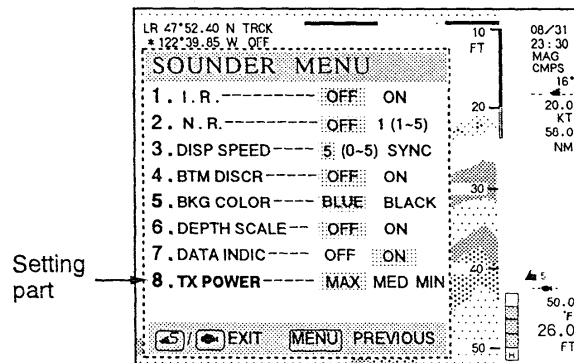 LR 47°52.40 N TRCK
* 122°39.85 W OFF
SOUNDER MENU
1. I.R.--------- OFF ON
2. N.R.--------- OFF 1 (1~5)
3. DISP SPEED---- 5 (0~5) SYNC
4. BTM DISCR----- OFF ON
5. BKG COLOR----- BLUE BLACK
6. DEPTH SCALE--- OFF ON
7. DATA INDIC--- OFF ON
8. TX POWER----- MAX MED MIN
5 / EXIT MENU PREVIOUS
Setting
part
10
FT
20
30
40
50
08/31
23:30
MAG
CMPS
16°
20.0
KT
58.0
NM
5
50.0
°F
26.0
FT
H